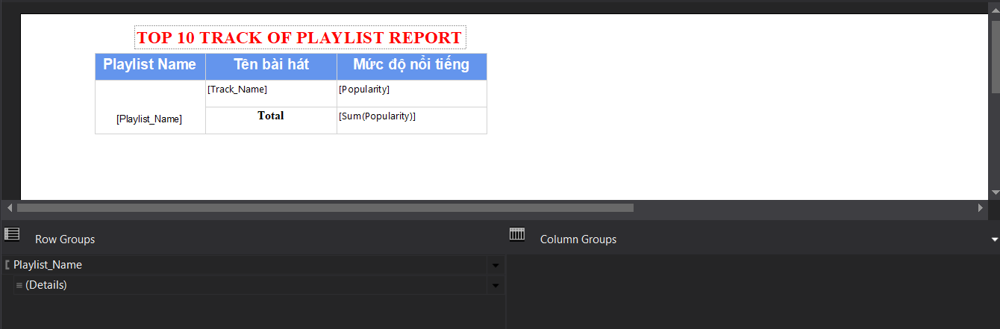 TOP 10 TRACK OF PLAYLIST REPORT
Playlist Name Tên bài hát Mức độ nổi tiếng
[Track_Name] [Popularity]
[Playlist_Name] Total [Sum(Popularity)]
Row Groups Column Groups
Playlist_Name
(Details)